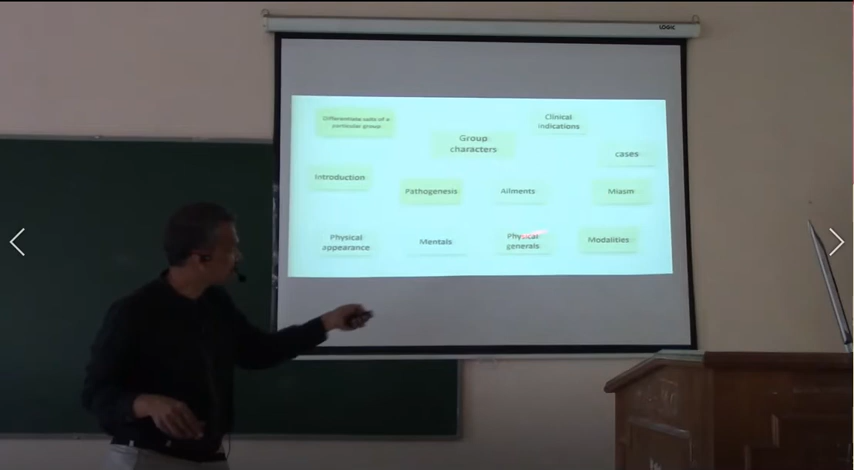 LOGIC
Differentiate salts of a
particular group
Clinical
indications
Group
characters
cases
Introduction
Pathogenesis
Ailments
Miasm
Physical
appearance
Mentals
Physical
generals
Modalities